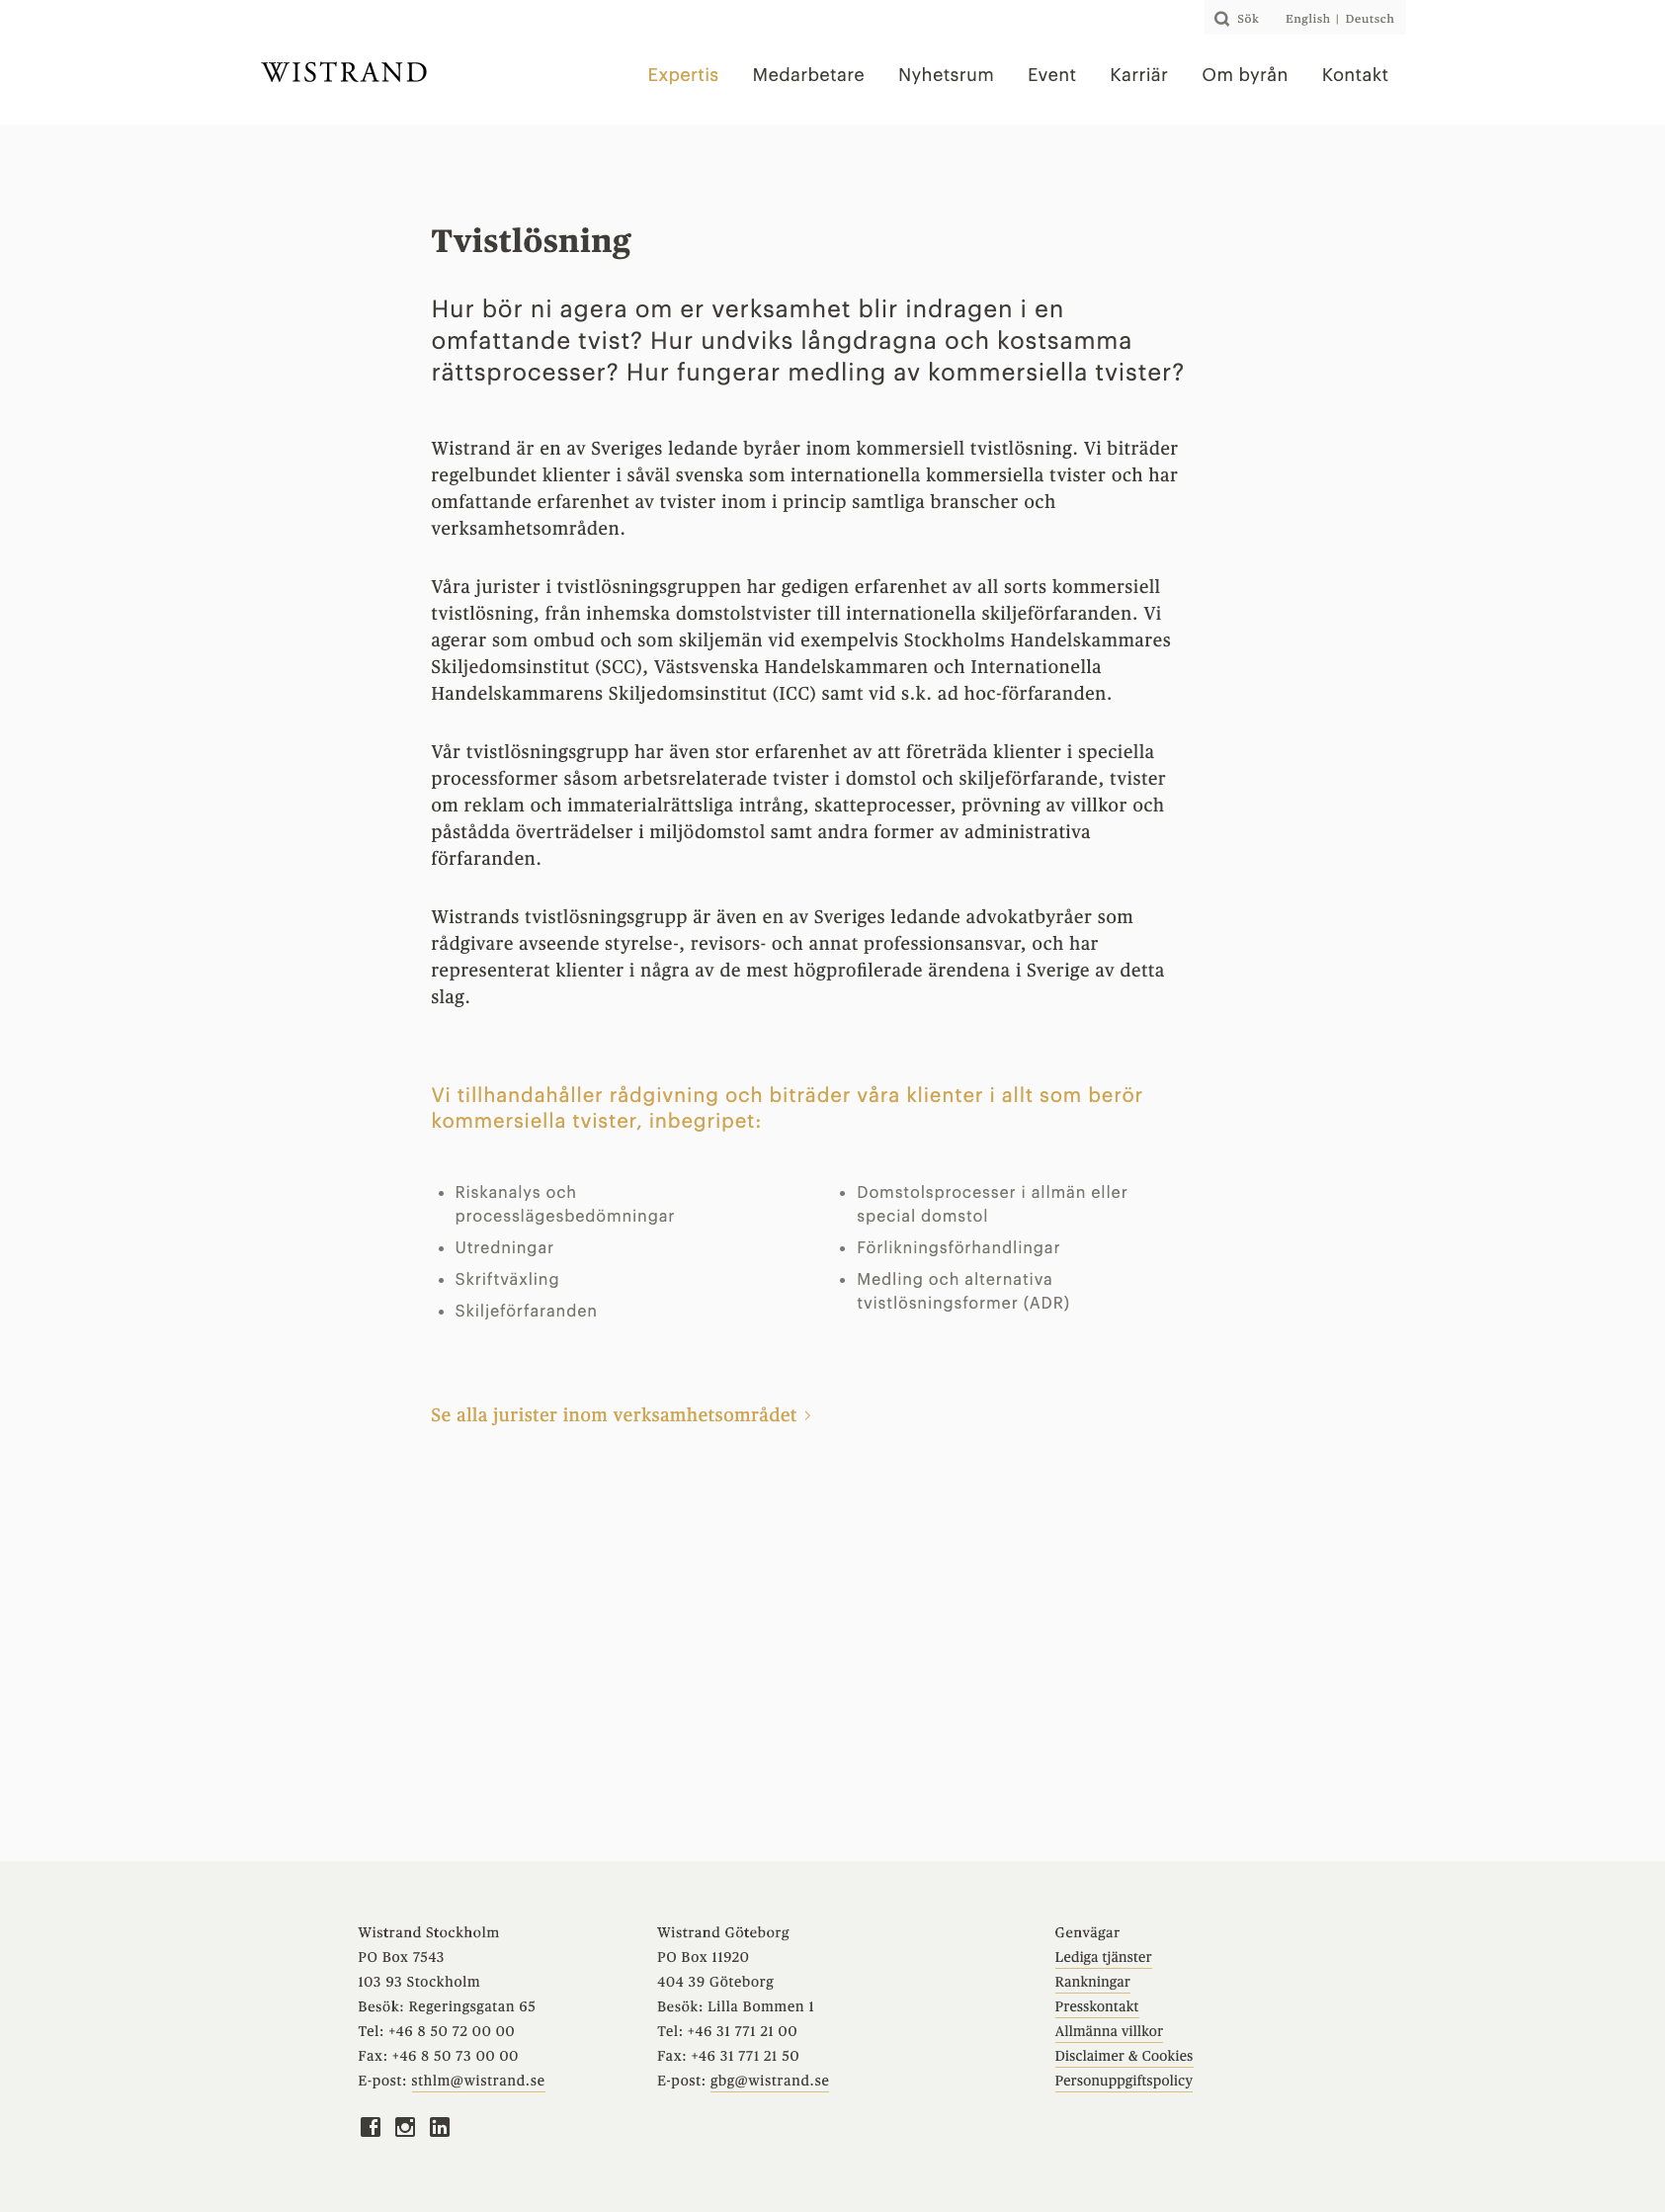 Sök English | Deutsch
WISTRAND
Expertis Medarbetare Nyhetsrum Event Karriär Om byrån Kontakt
Tvistlösning
Hur bör ni agera om er verksamhet blir indragen i en
omfattande tvist? Hur undviks långdragna och kostsamma
rättsprocesser? Hur fungerar medling av kommersiella tvister?
Wistrand är en av Sveriges ledande byråer inom kommersiell tvistlösning. Vi biträder
regelbundet klienter i såväl svenska som internationella kommersiella tvister och har
omfattande erfarenhet av tvister inom i princip samtliga branscher och
verksamhetsområden.
Våra jurister i tvistlösningsgruppen har gedigen erfarenhet av all sorts kommersiell
tvistlösning, från inhemska domstolstvister till internationella skiljeförfaranden. Vi
agerar som ombud och som skiljemän vid exempelvis Stockholms Handelskammares
Skiljedomsinstitut (SCC), Västsvenska Handelskammaren och Internationella
Handelskammarens Skiljedomsinstitut (ICC) samt vid s.k. ad hoc-förfaranden.
Vår tvistlösningsgrupp har även stor erfarenhet av att företräda klienter i speciella
processformer såsom arbetsrelaterade tvister i domstol och skiljeförfarande, tvister
om reklam och immaterialrättsliga intrång, skatteprocesser, prövning av villkor och
påstådda överträdelser i miljödomstol samt andra former av administrativa
förfaranden.
Wistrands tvistlösningsgrupp är även en av Sveriges ledande advokatbyråer som
rådgivare avseende styrelse-, revisors- och annat professionsansvar, och har
representerat klienter i några av de mest högprofilerade ärendena i Sverige av detta
slag.
Vi tillhandahåller rådgivning och biträder våra klienter i allt som berör
kommersiella tvister, inbegripet:
• Riskanalys och
processlägesbedömningar
• Utredningar
• Skriftväxling
• Skiljeförfaranden
• Domstolsprocesser i allmän eller
special domstol
• Förlikningsförhandlingar
• Medling och alternativa
tvistlösningsformer (ADR)
Se alla jurister inom verksamhetsområdet >
Wistrand Stockholm
PO Box 7543
103 93 Stockholm
Besök: Regeringsgatan 65
Tel: +46 8 50 72 00 00
Fax: +46 8 50 73 00 00
E-post: sthlm@wistrand.se
Wistrand Göteborg
PO Box 11920
404 39 Göteborg
Besök: Lilla Bommen 1
Tel: +46 31 771 21 00
Fax: +46 31 771 21 50
E-post: gbg@wistrand.se
Genvägar
Lediga tjänster
Rankningar
Presskontakt
Allmänna villkor
Disclaimer & Cookies
Personuppgiftspolicy